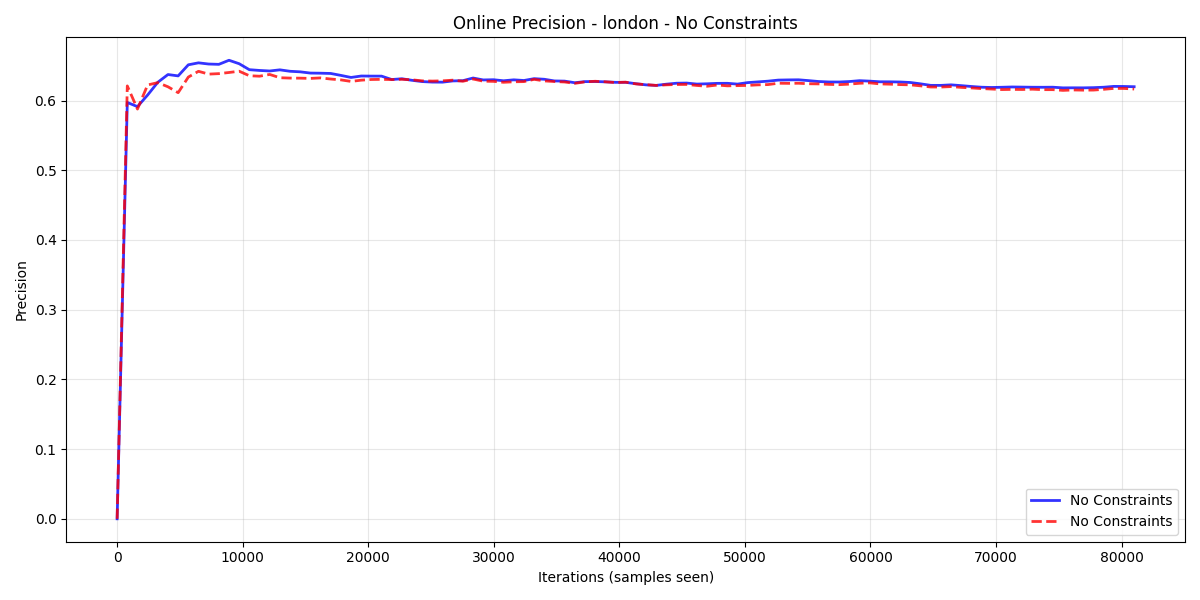 Online Precision - london - No Constraints
Precision
0.6
0.5
0.4
0.3
0.2
0.1
0.0
No Constraints
No Constraints
0 10000 20000 30000 40000 50000 60000 70000 80000
Iterations (samples seen)